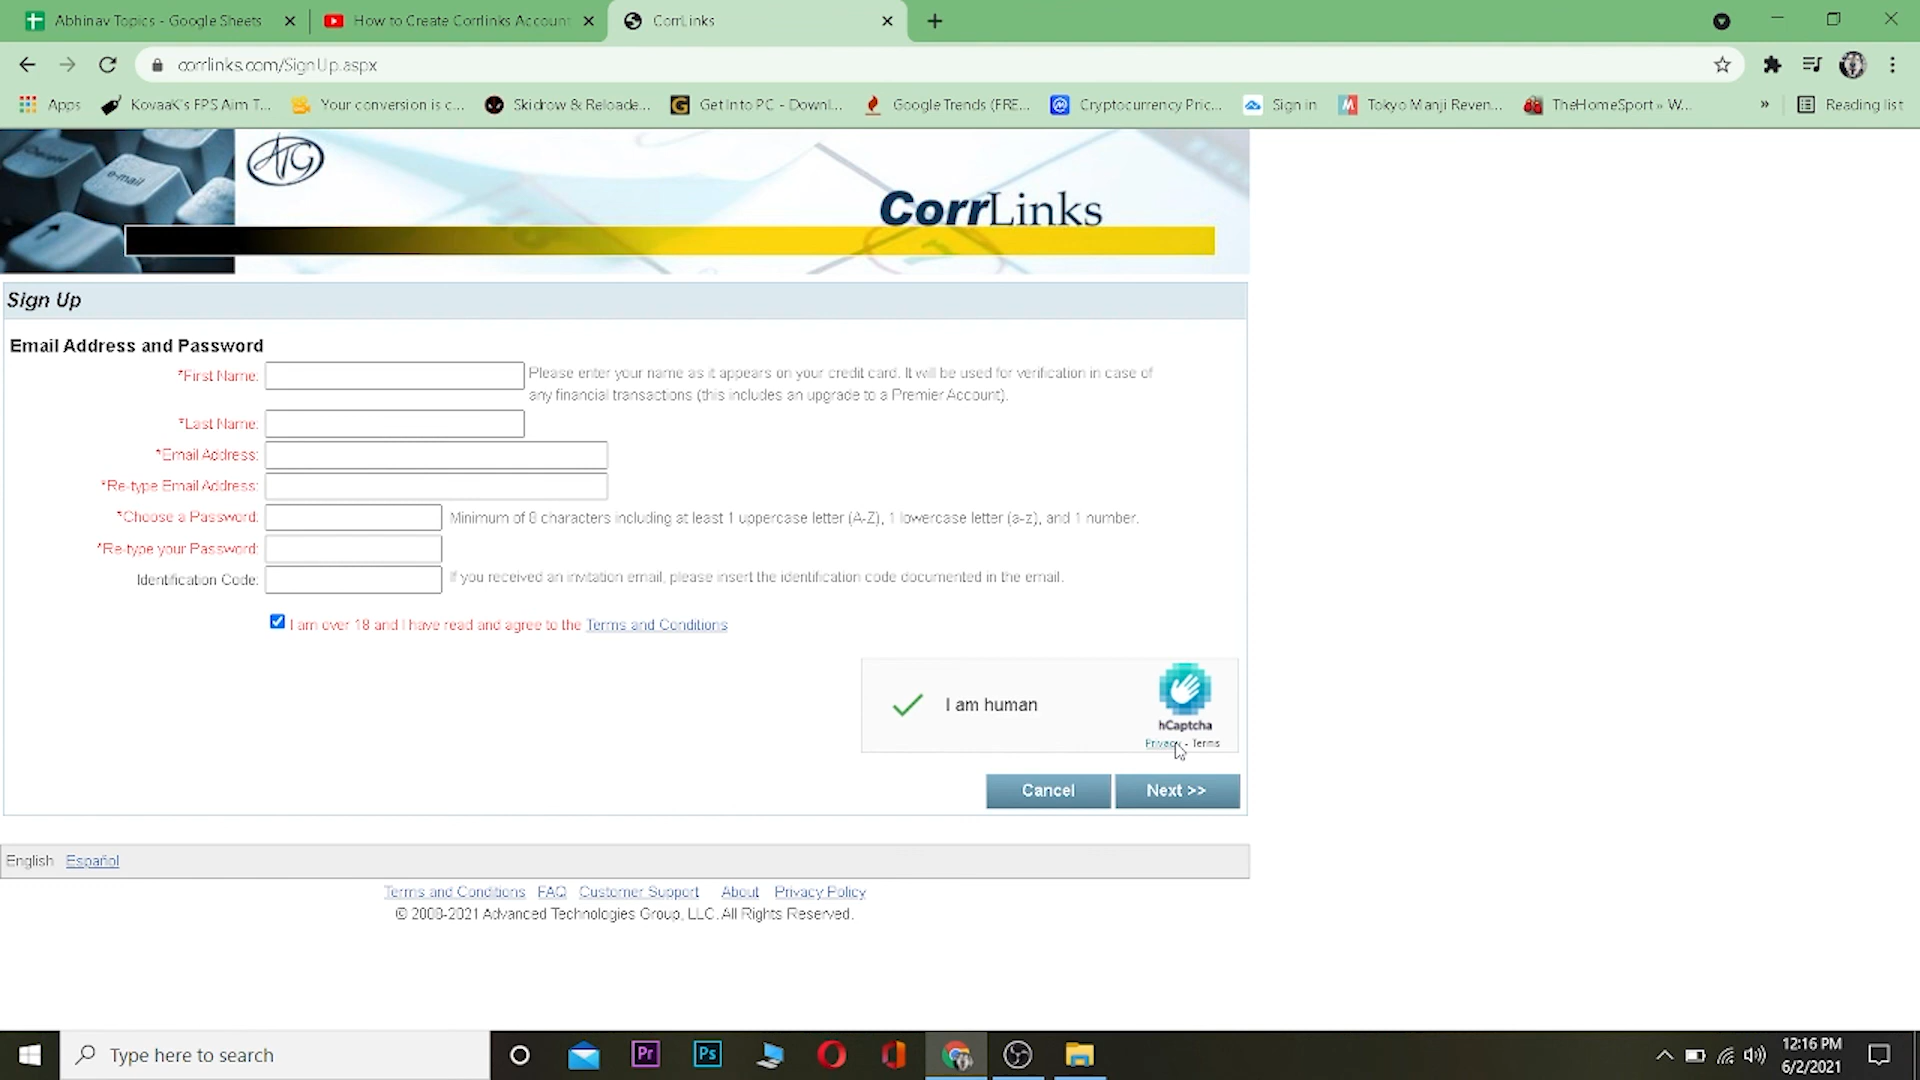 Abhinav Topics - Google Sheets
How to Create Corrlinks Account
CorrLinks
corrlinks.com/SignUp.aspx
Apps
KovaaK's FPS Aim T...
Your conversion is c...
Skidrow & Reloade...
Get Into PC - Downl...
Google Trends (FRE...
Cryptocurrency Pric...
Sign in
Tokyo Manji Reven...
TheHomeSport » W...
»
Reading list
e-mail
ATG
CorrLinks
Sign Up
Email Address and Password
*First Name:
Please enter your name as it appears on your credit card. It will be used for verification in case of
any financial transactions (this includes an upgrade to a Premier Account).
*Last Name:
*Email Address:
*Re-type Email Address:
*Choose a Password:
Minimum of 8 characters including at least 1 uppercase letter (A-Z), 1 lowercase letter (a-z), and 1 number.
*Re-type your Password:
Identification Code:
If you received an invitation email, please insert the identification code documented in the email.
I am over 18 and I have read and agree to the Terms and Conditions
I am human
hCaptcha
Privacy - Terms
Cancel
Next >>
English Español
Terms and Conditions FAQ Customer Support About Privacy Policy
© 2000-2021 Advanced Technologies Group, LLC. All Rights Reserved.
Type here to search
Pr
Ps
12:16 PM
6/2/2021